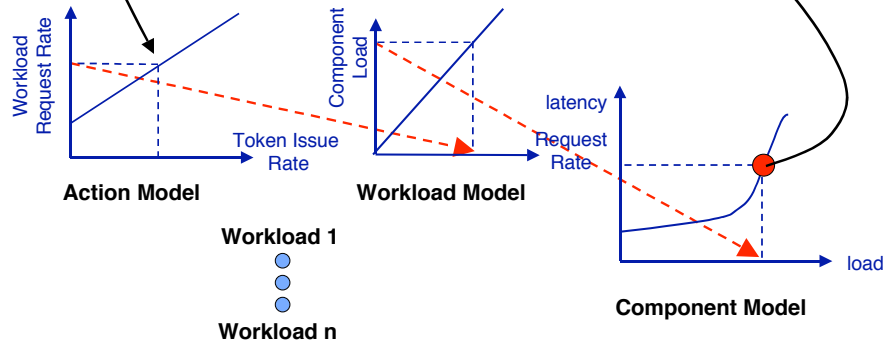 Workload
Request Rate
Token Issue
Rate
Action Model
Component
Load
Request
Rate
Workload Model
latency
load
Component Model
Workload 1
Workload n